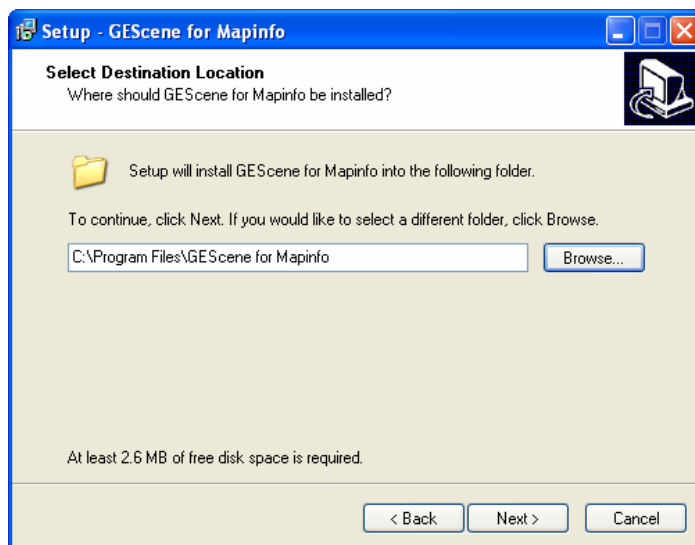 Setup - GEScene for Mapinfo
Select Destination Location
Where should GEScene for Mapinfo be installed?
Setup will install GEScene for Mapinfo into the following folder.
To continue, click Next. If you would like to select a different folder, click Browse.
C:\Program Files\GEScene for Mapinfo
Browse...
At least 2.6 MB of free disk space is required.
< Back
Next >
Cancel